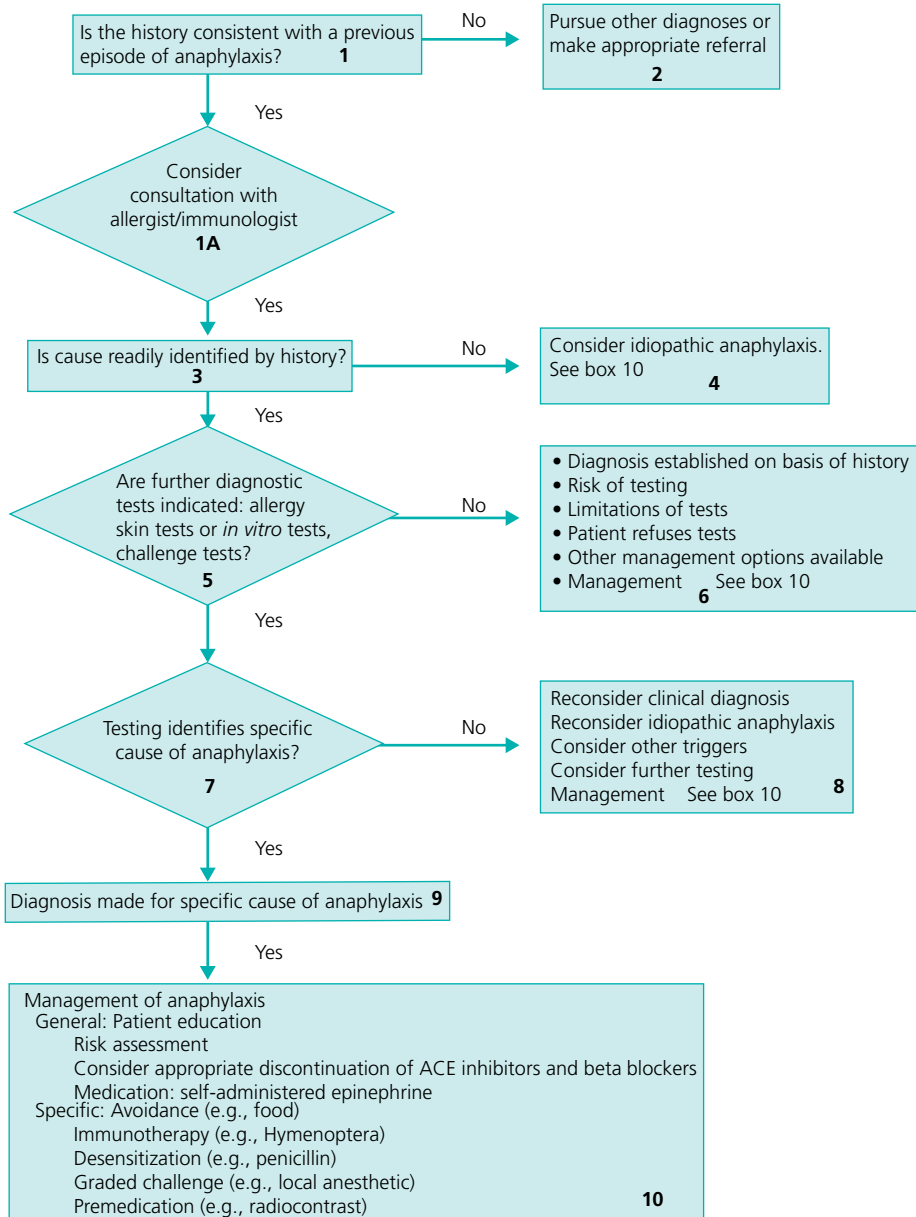 Is the history consistent with a previous
episode of anaphylaxis? 1
No
Pursue other diagnoses or
make appropriate referral
2
Yes
Consider
consultation with
allergist/immunologist
1A
Yes
Is cause readily identified by history?
3
No
Consider idiopathic anaphylaxis.
See box 10 4
Yes
Are further diagnostic
tests indicated: allergy
skin tests or in vitro tests,
challenge tests?
5
No
• Diagnosis established on basis of history
• Risk of testing
• Limitations of tests
• Patient refuses tests
• Other management options available
• Management See box 10
6
Yes
Testing identifies specific
cause of anaphylaxis?
7
No
Reconsider clinical diagnosis
Reconsider idiopathic anaphylaxis
Consider other triggers
Consider further testing
Management See box 10 8
Yes
Diagnosis made for specific cause of anaphylaxis 9
Yes
Management of anaphylaxis
General: Patient education
Risk assessment
Consider appropriate discontinuation of ACE inhibitors and beta blockers
Medication: self-administered epinephrine
Specific: Avoidance (e.g., food)
Immunotherapy (e.g., Hymenoptera)
Desensitization (e.g., penicillin)
Graded challenge (e.g., local anesthetic)
Premedication (e.g., radiocontrast) 10